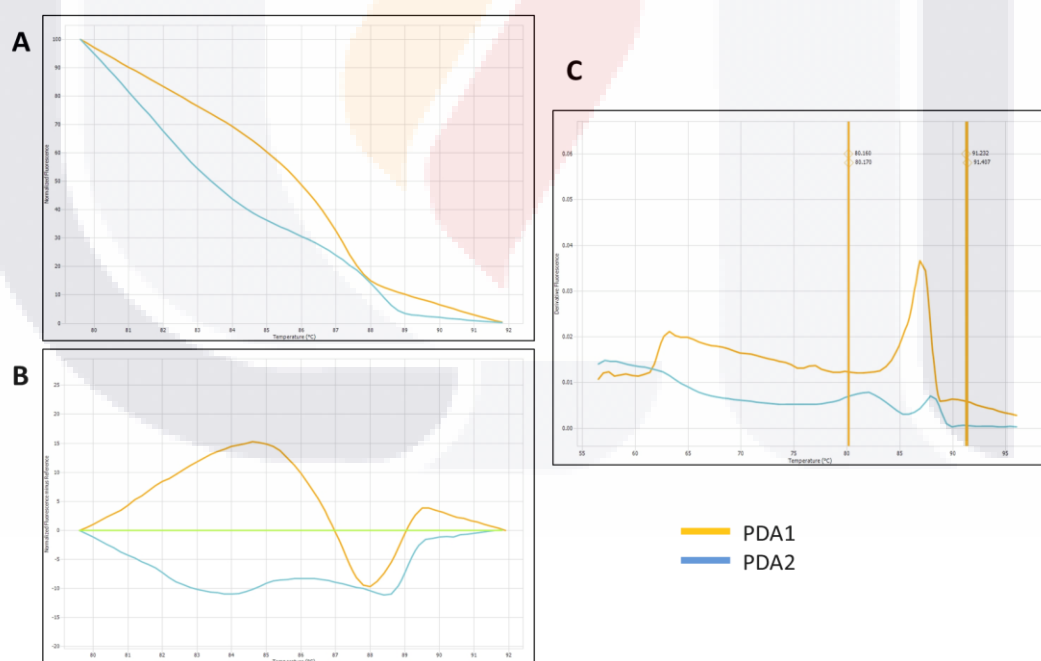 A
100
90
80
70
60
50
40
30
20
10
0
Normalized Fluorescence
80 81 82 83 84 85 86 87 88 89 90 91 92
Temperature (°C)
B
25
20
15
10
5
0
-5
-10
-15
-20
Normalized Fluorescence minus Reference
80 81 82 83 84 85 86 87 88 89 90 91 92
Temperature (°C)
C
0.06
0.05
0.04
0.03
0.02
0.01
0.00
Derivative Fluorescence
80.160
80.170
91.232
91.407
55 60 65 70 75 80 85 90 95
Temperature (°C)
PDA1
PDA2